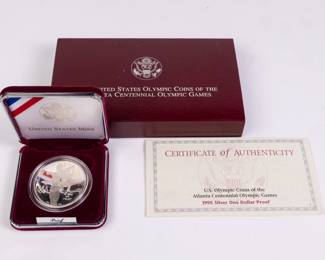 United States Olympic Coins of the
Atlanta Centennial Olympic Games
United States Mint
Proof
Certificate of Authenticity
U.S. Olympic Coins of the
Atlanta Centennial Olympic Games
1995 Silver One Dollar Proof